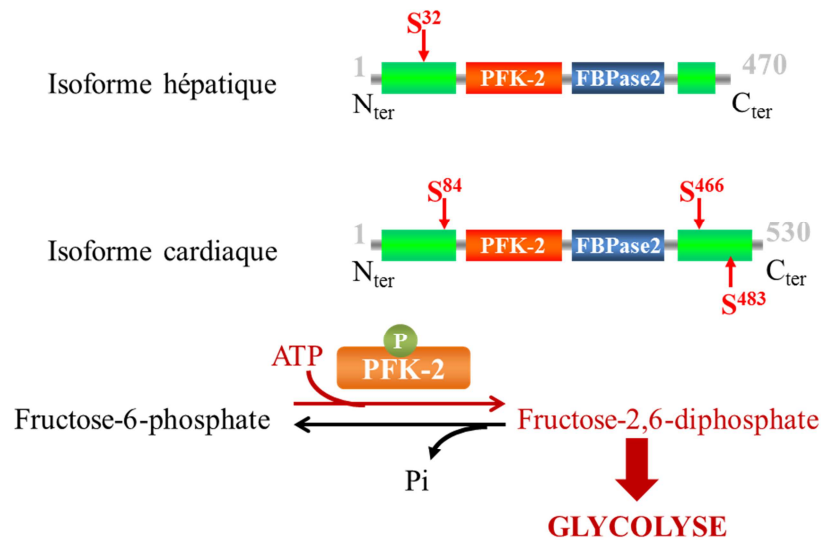 S32
Isoforme hépatique
1
PFK-2
FBPase2
470
Nter
Cter
S84
S466
Isoforme cardiaque
1
PFK-2
FBPase2
530
Nter
Cter
S483
P
ATP
PFK-2
Fructose-6-phosphate
Fructose-2,6-diphosphate
Pi
GLYCOLYSE